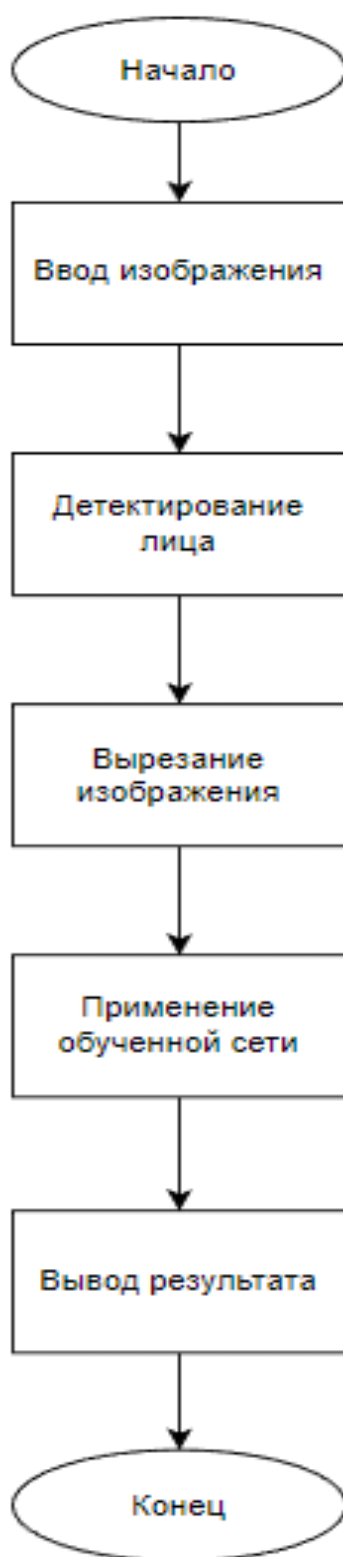 Начало
Ввод изображения
Детектирование
лица
Вырезание
изображения
Применение
обученной сети
Вывод результата
Конец